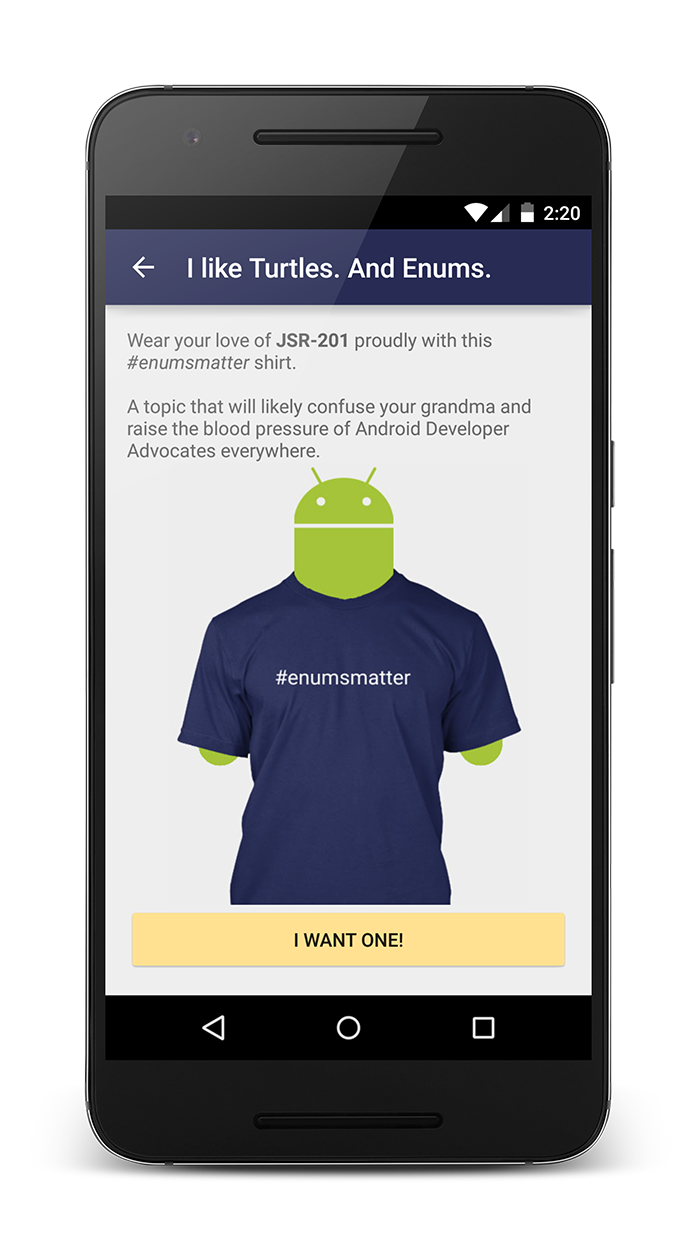 2:20
I like Turtles. And Enums.
Wear your love of JSR-201 proudly with this
#enumsmatter shirt.
A topic that will likely confuse your grandma and
raise the blood pressure of Android Developer
Advocates everywhere.
#enumsmatter
I WANT ONE!